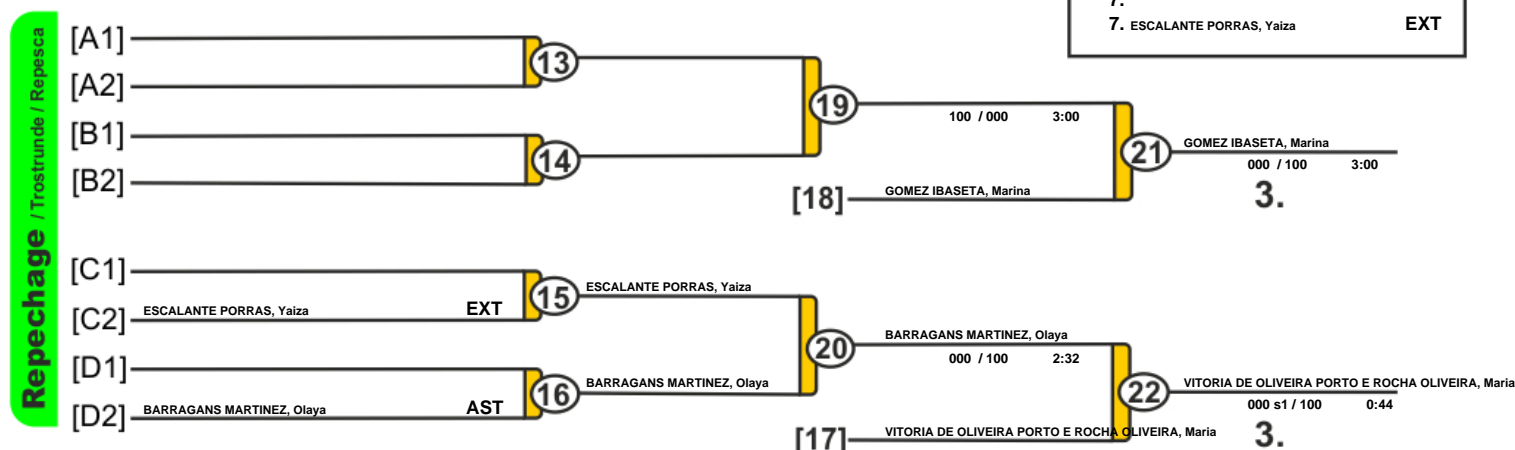 7.
7. ESCALANTE PORRAS, Yaiza EXT
Repechage / Trostrunde / Repesca
[A1]
13
[A2]
19
100 / 000 3:00
[B1]
14
21
GOMEZ IBASETA, Marina
000 / 100 3:00
[B2]
[18] GOMEZ IBASETA, Marina
3.
[C1]
15
ESCALANTE PORRAS, Yaiza
[C2] ESCALANTE PORRAS, Yaiza EXT
20
BARRAGANS MARTINEZ, Olaya
000 / 100 2:32
[D1]
16
BARRAGANS MARTINEZ, Olaya
22
VITORIA DE OLIVEIRA PORTO E ROCHA OLIVEIRA, Maria
000 s1 / 100 0:44
[D2] BARRAGANS MARTINEZ, Olaya AST
[17] VITORIA DE OLIVEIRA PORTO E ROCHA OLIVEIRA, Maria
3.